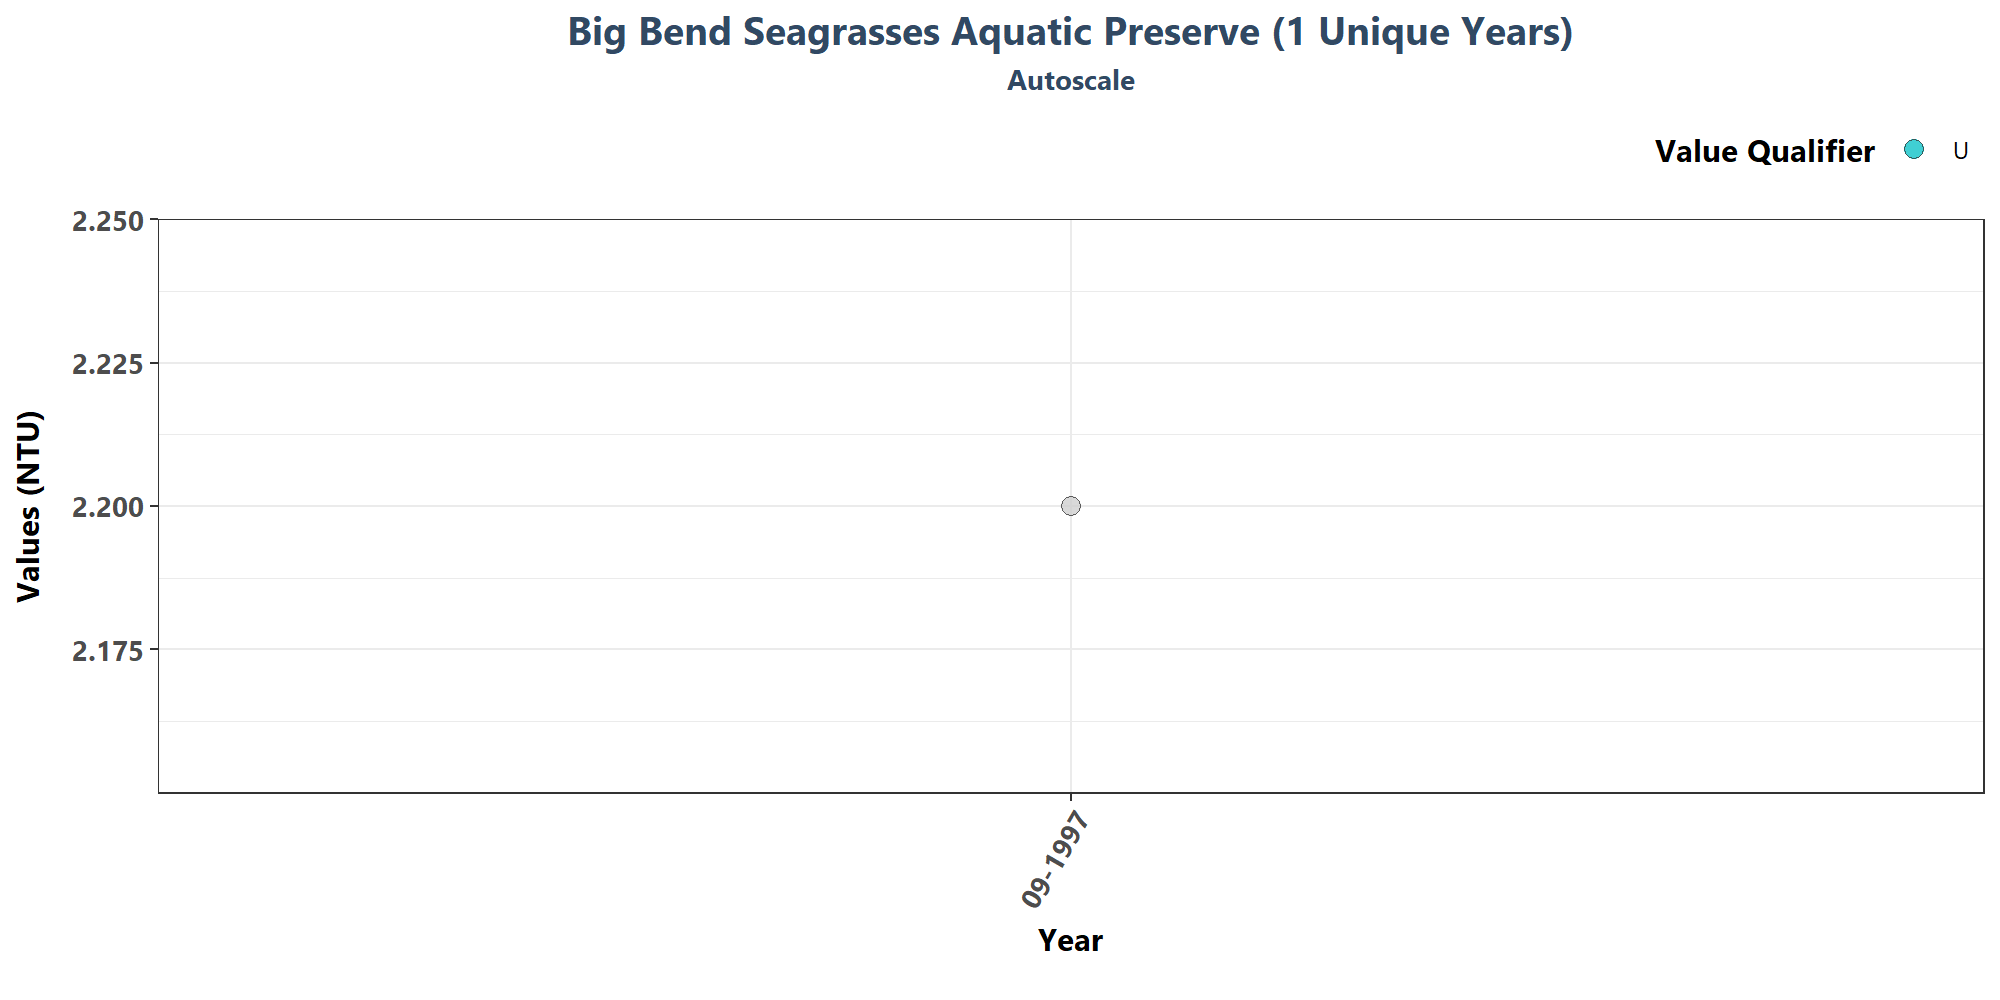 Big Bend Seagrasses Aquatic Preserve (1 Unique Years)
Autoscale
Value Qualifier U
2.250
2.225
2.200
2.175
Values (NTU)
09-1997
Year